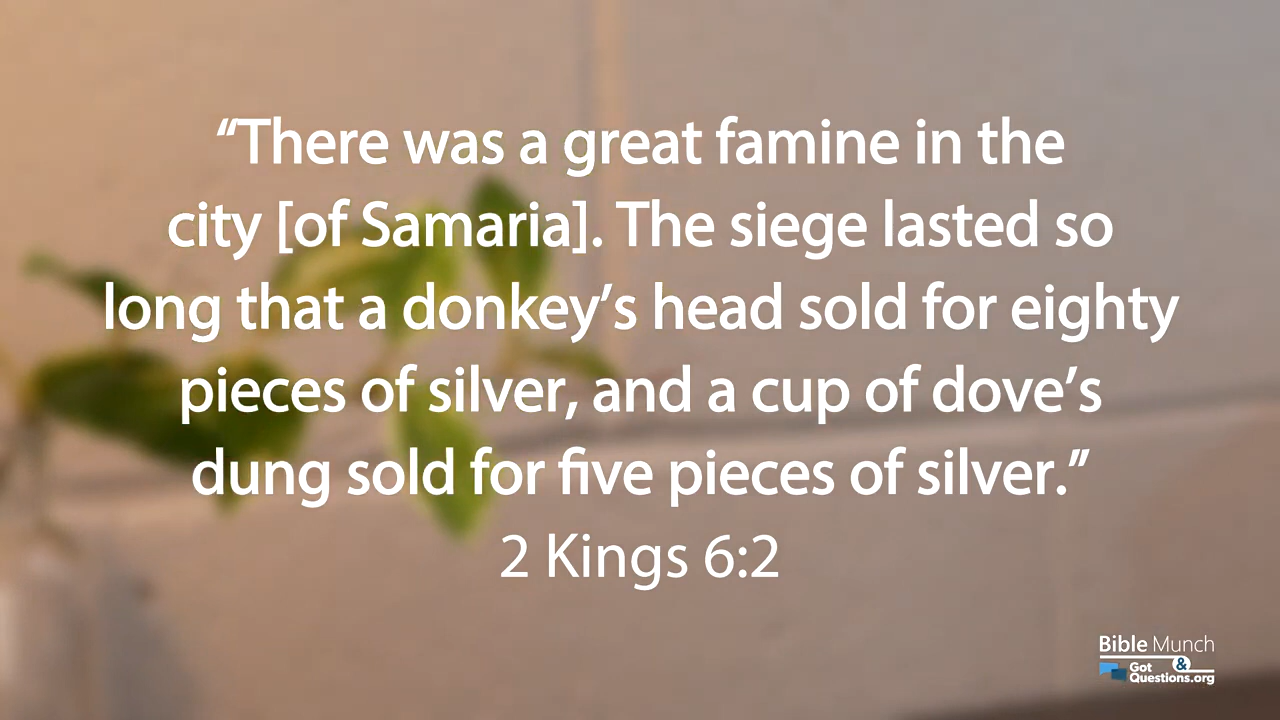 “There was a great famine in the
city [of Samaria]. The siege lasted so
long that a donkey’s head sold for eighty
pieces of silver, and a cup of dove’s
dung sold for five pieces of silver.”
2 Kings 6:2
Bible Munch
&
Got
Questions.org